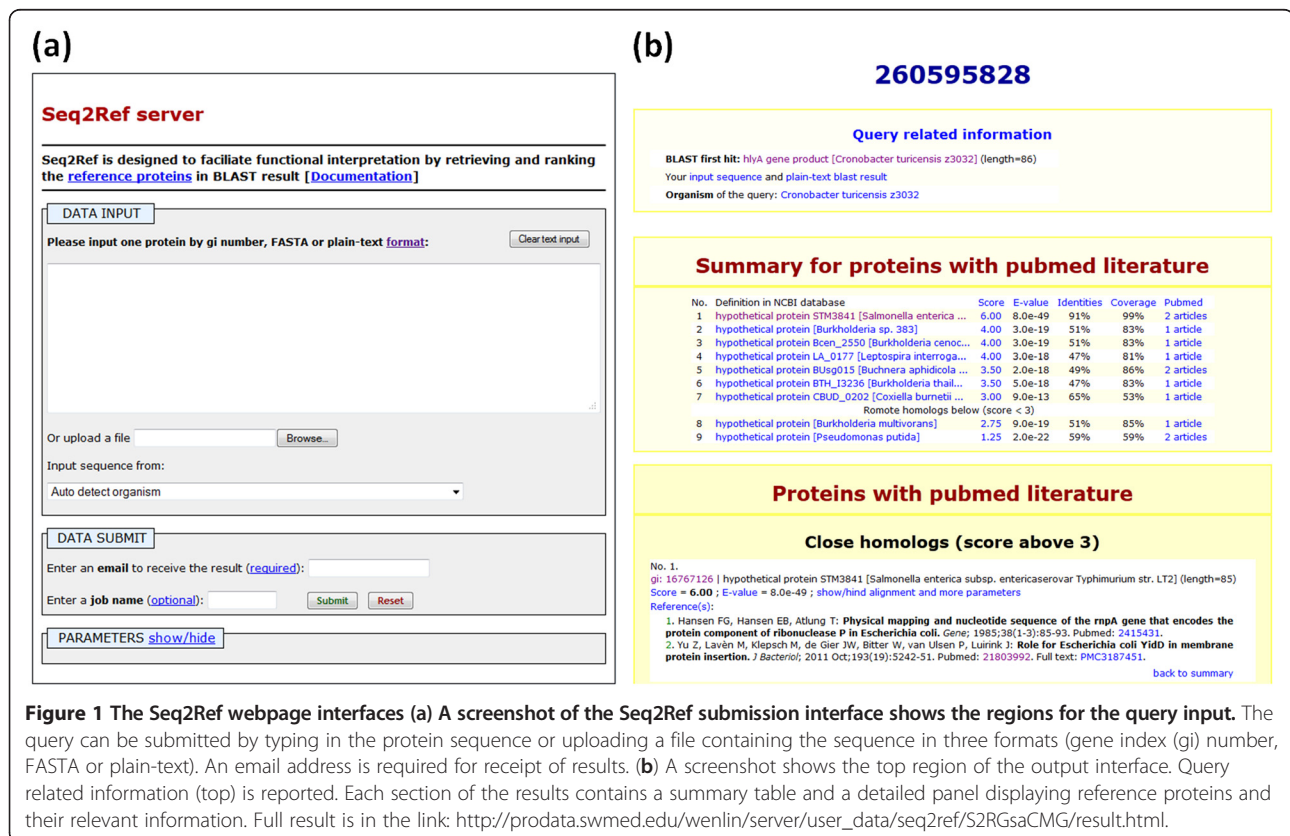 (a)
Seq2Ref server
Seq2Ref is designed to faciliate functional interpretation by retrieving and ranking
the reference proteins in BLAST result [Documentation]
DATA INPUT
Please input one protein by gi number, FASTA or plain-text format:
Clear text input
Or upload a file
Browse...
Input sequence from:
Auto detect organism
DATA SUBMIT
Enter an email to receive the result (required):
Enter a job name (optional):
Submit
Reset
PARAMETERS show/hide
(b)
260595828
Query related information
BLAST first hit: hlyA gene product [Cronobacter turicensis z3032] (length=86)
Your input sequence and plain-text blast result
Organism of the query: Cronobacter turicensis z3032
Summary for proteins with pubmed literature
No. Definition in NCBI database Score E-value Identities Coverage Pubmed
1 hypothetical protein STM3841 [Salmonella enterica ... 6.00 8.0e-49 91% 99% 2 articles
2 hypothetical protein [Burkholderia sp. 383] 4.00 3.0e-19 51% 83% 1 article
3 hypothetical protein Bcen_2550 [Burkholderia cenoc... 4.00 3.0e-19 51% 83% 1 article
4 hypothetical protein LA_0177 [Leptospira interroga... 4.00 3.0e-18 47% 81% 1 article
5 hypothetical protein BUsg015 [Buchnera aphidicola ... 3.50 2.0e-18 49% 86% 2 articles
6 hypothetical protein BTH_I3236 [Burkholderia thail... 3.50 5.0e-18 47% 83% 1 article
7 hypothetical protein CBUD_0202 [Coxiella burnetii ... 3.00 9.0e-13 65% 53% 1 article
Romote homologs below (score < 3)
8 hypothetical protein [Burkholderia multivorans] 2.75 9.0e-19 51% 85% 1 article
9 hypothetical protein [Pseudomonas putida] 1.25 2.0e-22 59% 59% 2 articles
Proteins with pubmed literature
Close homologs (score above 3)
No. 1.
gi: 16767126 | hypothetical protein STM3841 [Salmonella enterica subsp. entericaserovar Typhimurium str. LT2] (length=85)
Score = 6.00 ; E-value = 8.0e-49 ; show/hind alignment and more parameters
Reference(s):
1. Hansen FG, Hansen EB, Atlung T: Physical mapping and nucleotide sequence of the rnpA gene that encodes the
protein component of ribonuclease P in Escherichia coli. Gene; 1985;38(1-3):85-93. Pubmed: 2415431.
2. Yu Z, Lavèn M, Klepsch M, de Gier JW, Bitter W, van Ulsen P, Luirink J: Role for Escherichia coli YidD in membrane
protein insertion. J Bacteriol; 2011 Oct;193(19):5242-51. Pubmed: 21803992. Full text: PMC3187451.
back to summary
Figure 1 The Seq2Ref webpage interfaces (a) A screenshot of the Seq2Ref submission interface shows the regions for the query input. The
query can be submitted by typing in the protein sequence or uploading a file containing the sequence in three formats (gene index (gi) number,
FASTA or plain-text). An email address is required for receipt of results. (b) A screenshot shows the top region of the output interface. Query
related information (top) is reported. Each section of the results contains a summary table and a detailed panel displaying reference proteins and
their relevant information. Full result is in the link: http://prodata.swmed.edu/wenlin/server/user_data/seq2ref/S2RGsaCMG/result.html.